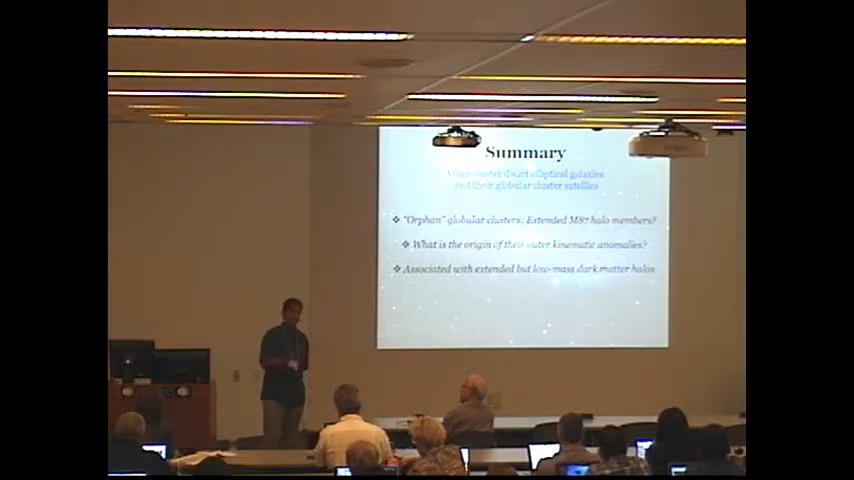 Summary
Virgo cluster dwarf elliptical galaxies
and their globular cluster satellites
❖ "Orphan" globular clusters: Extended M87 halo members?
❖ What is the origin of their outer kinematic anomalies?
❖ Associated with extended but low-mass dark matter halos